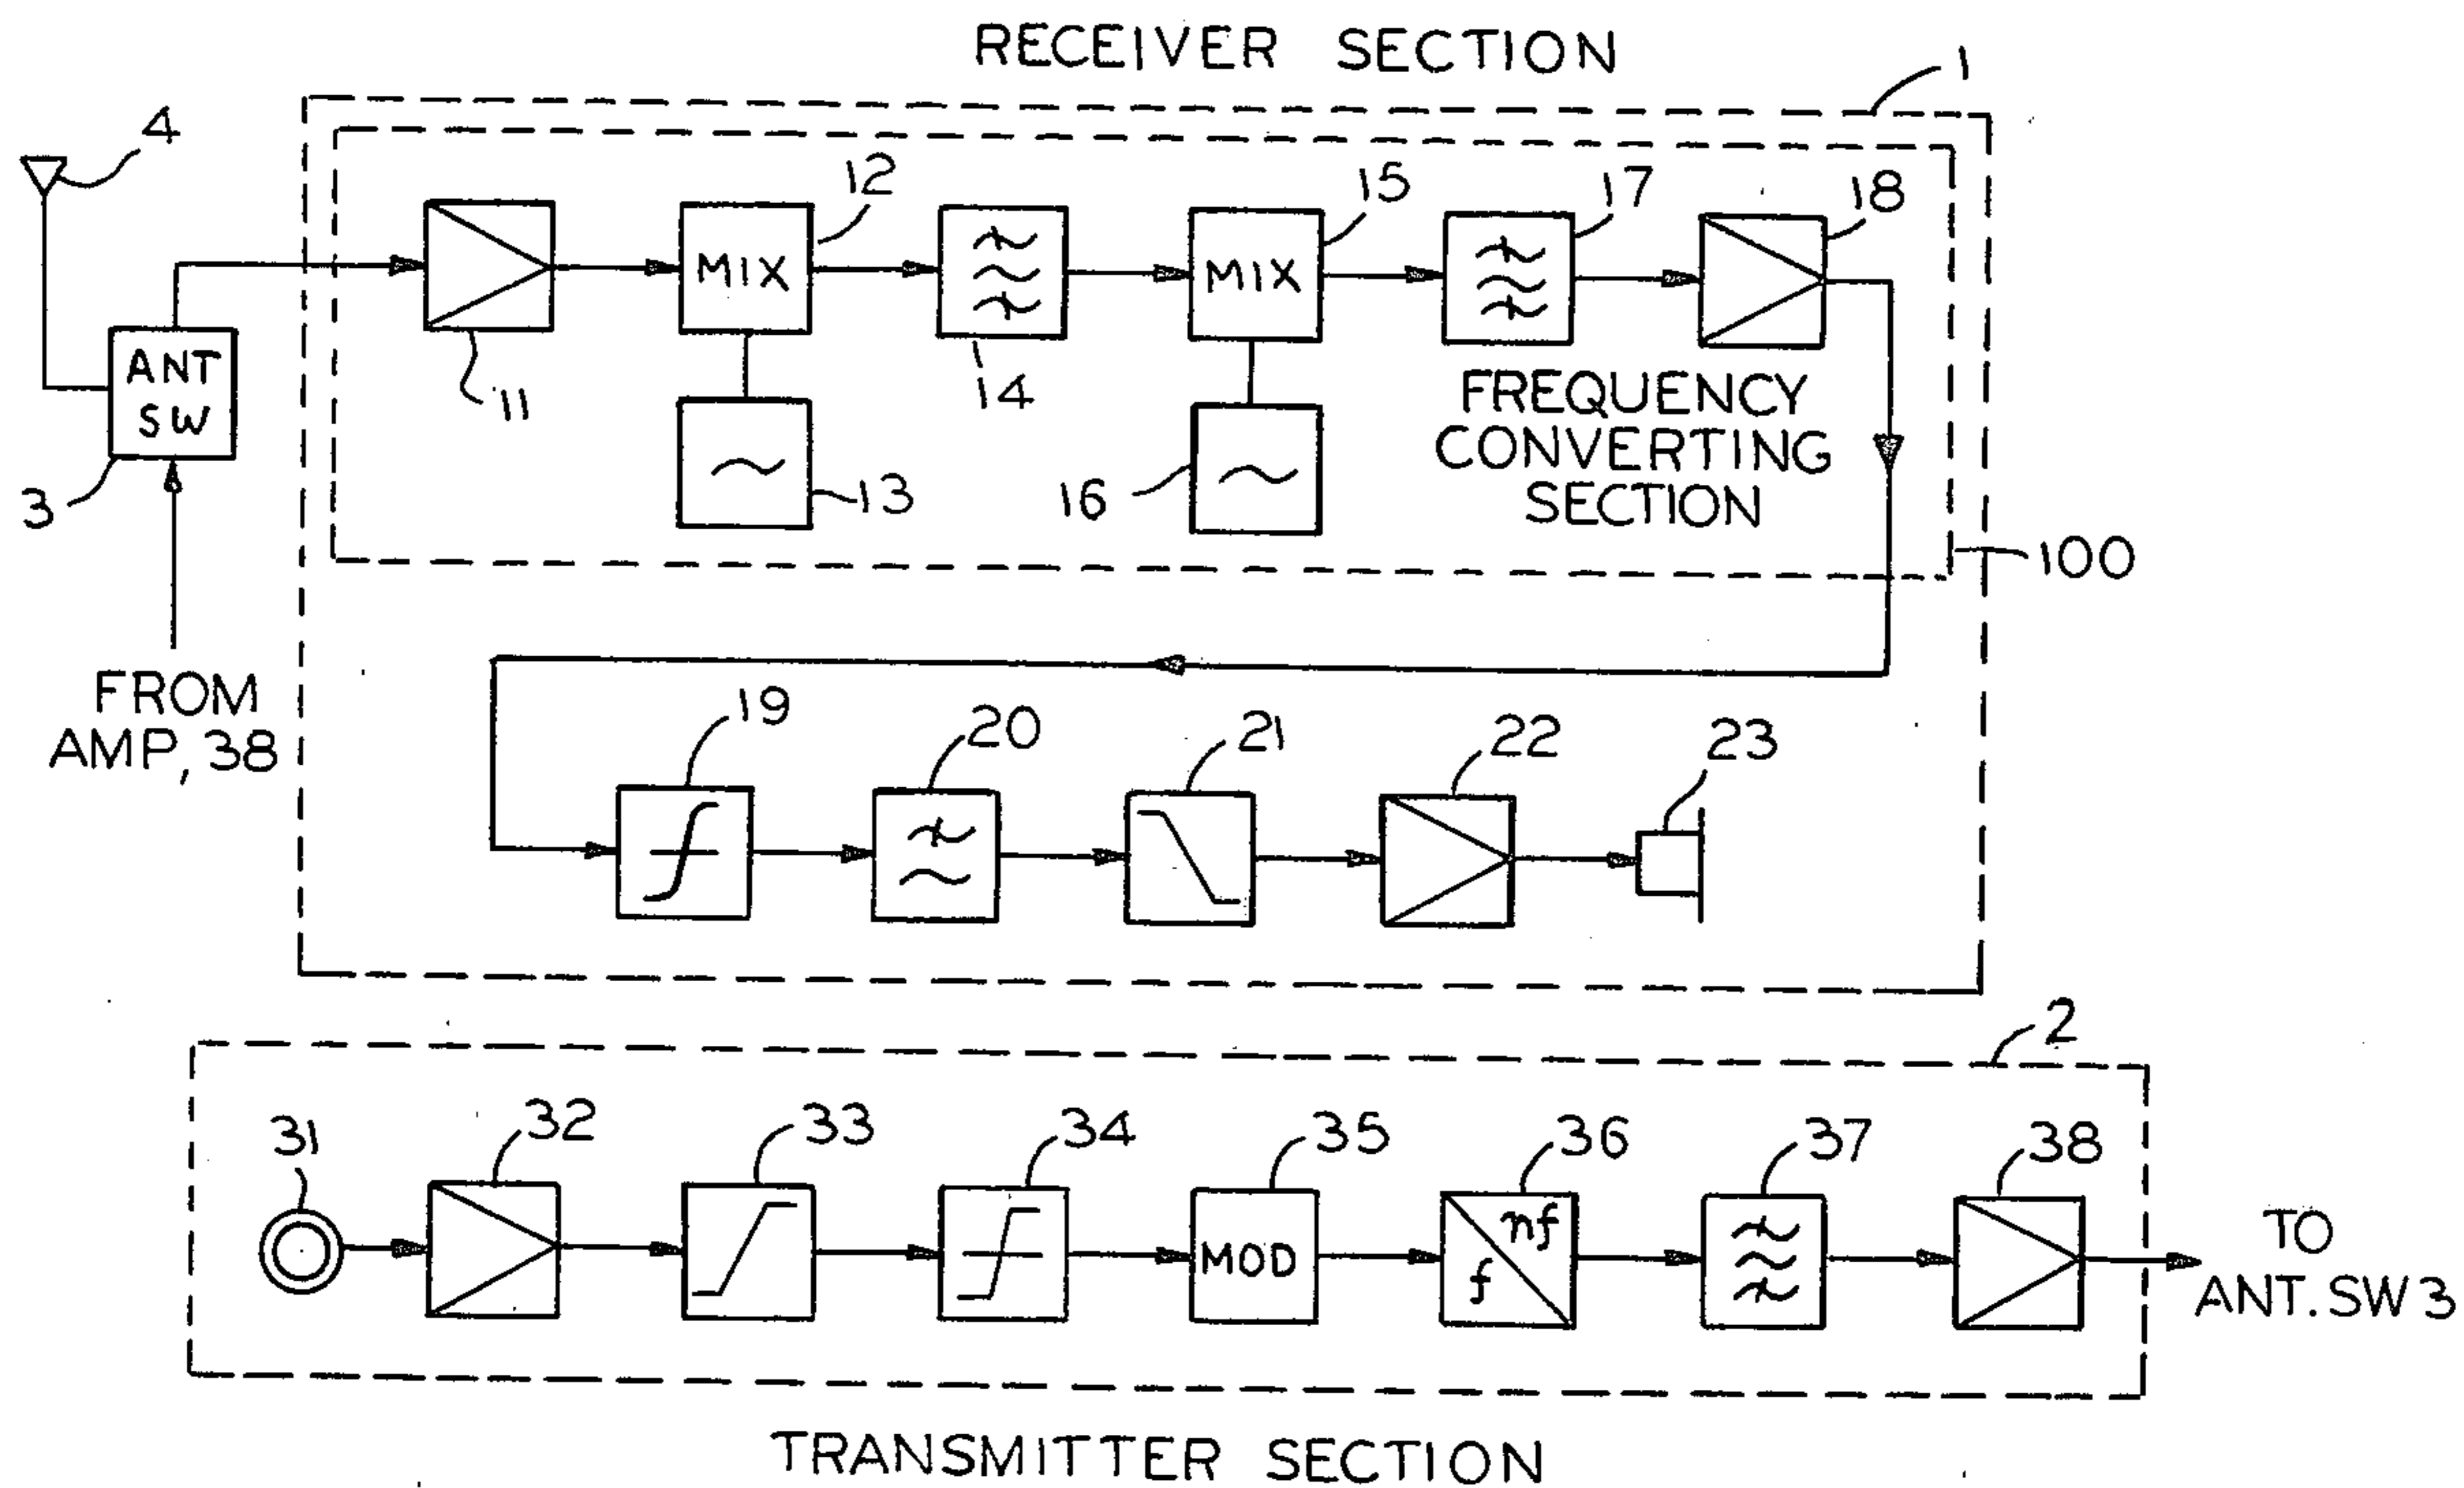 RECEIVER SECTION
1
4
12
15
17
18
MIX
MIX
ANT
SW
11
14
FREQUENCY
CONVERTING
SECTION
3
13
16
100
FROM
AMP, 38
19
20
21
22
23
2
31
32
33
34
35
36
37
38
nf
f
MOD
TO
ANT. SW 3
TRANSMITTER SECTION